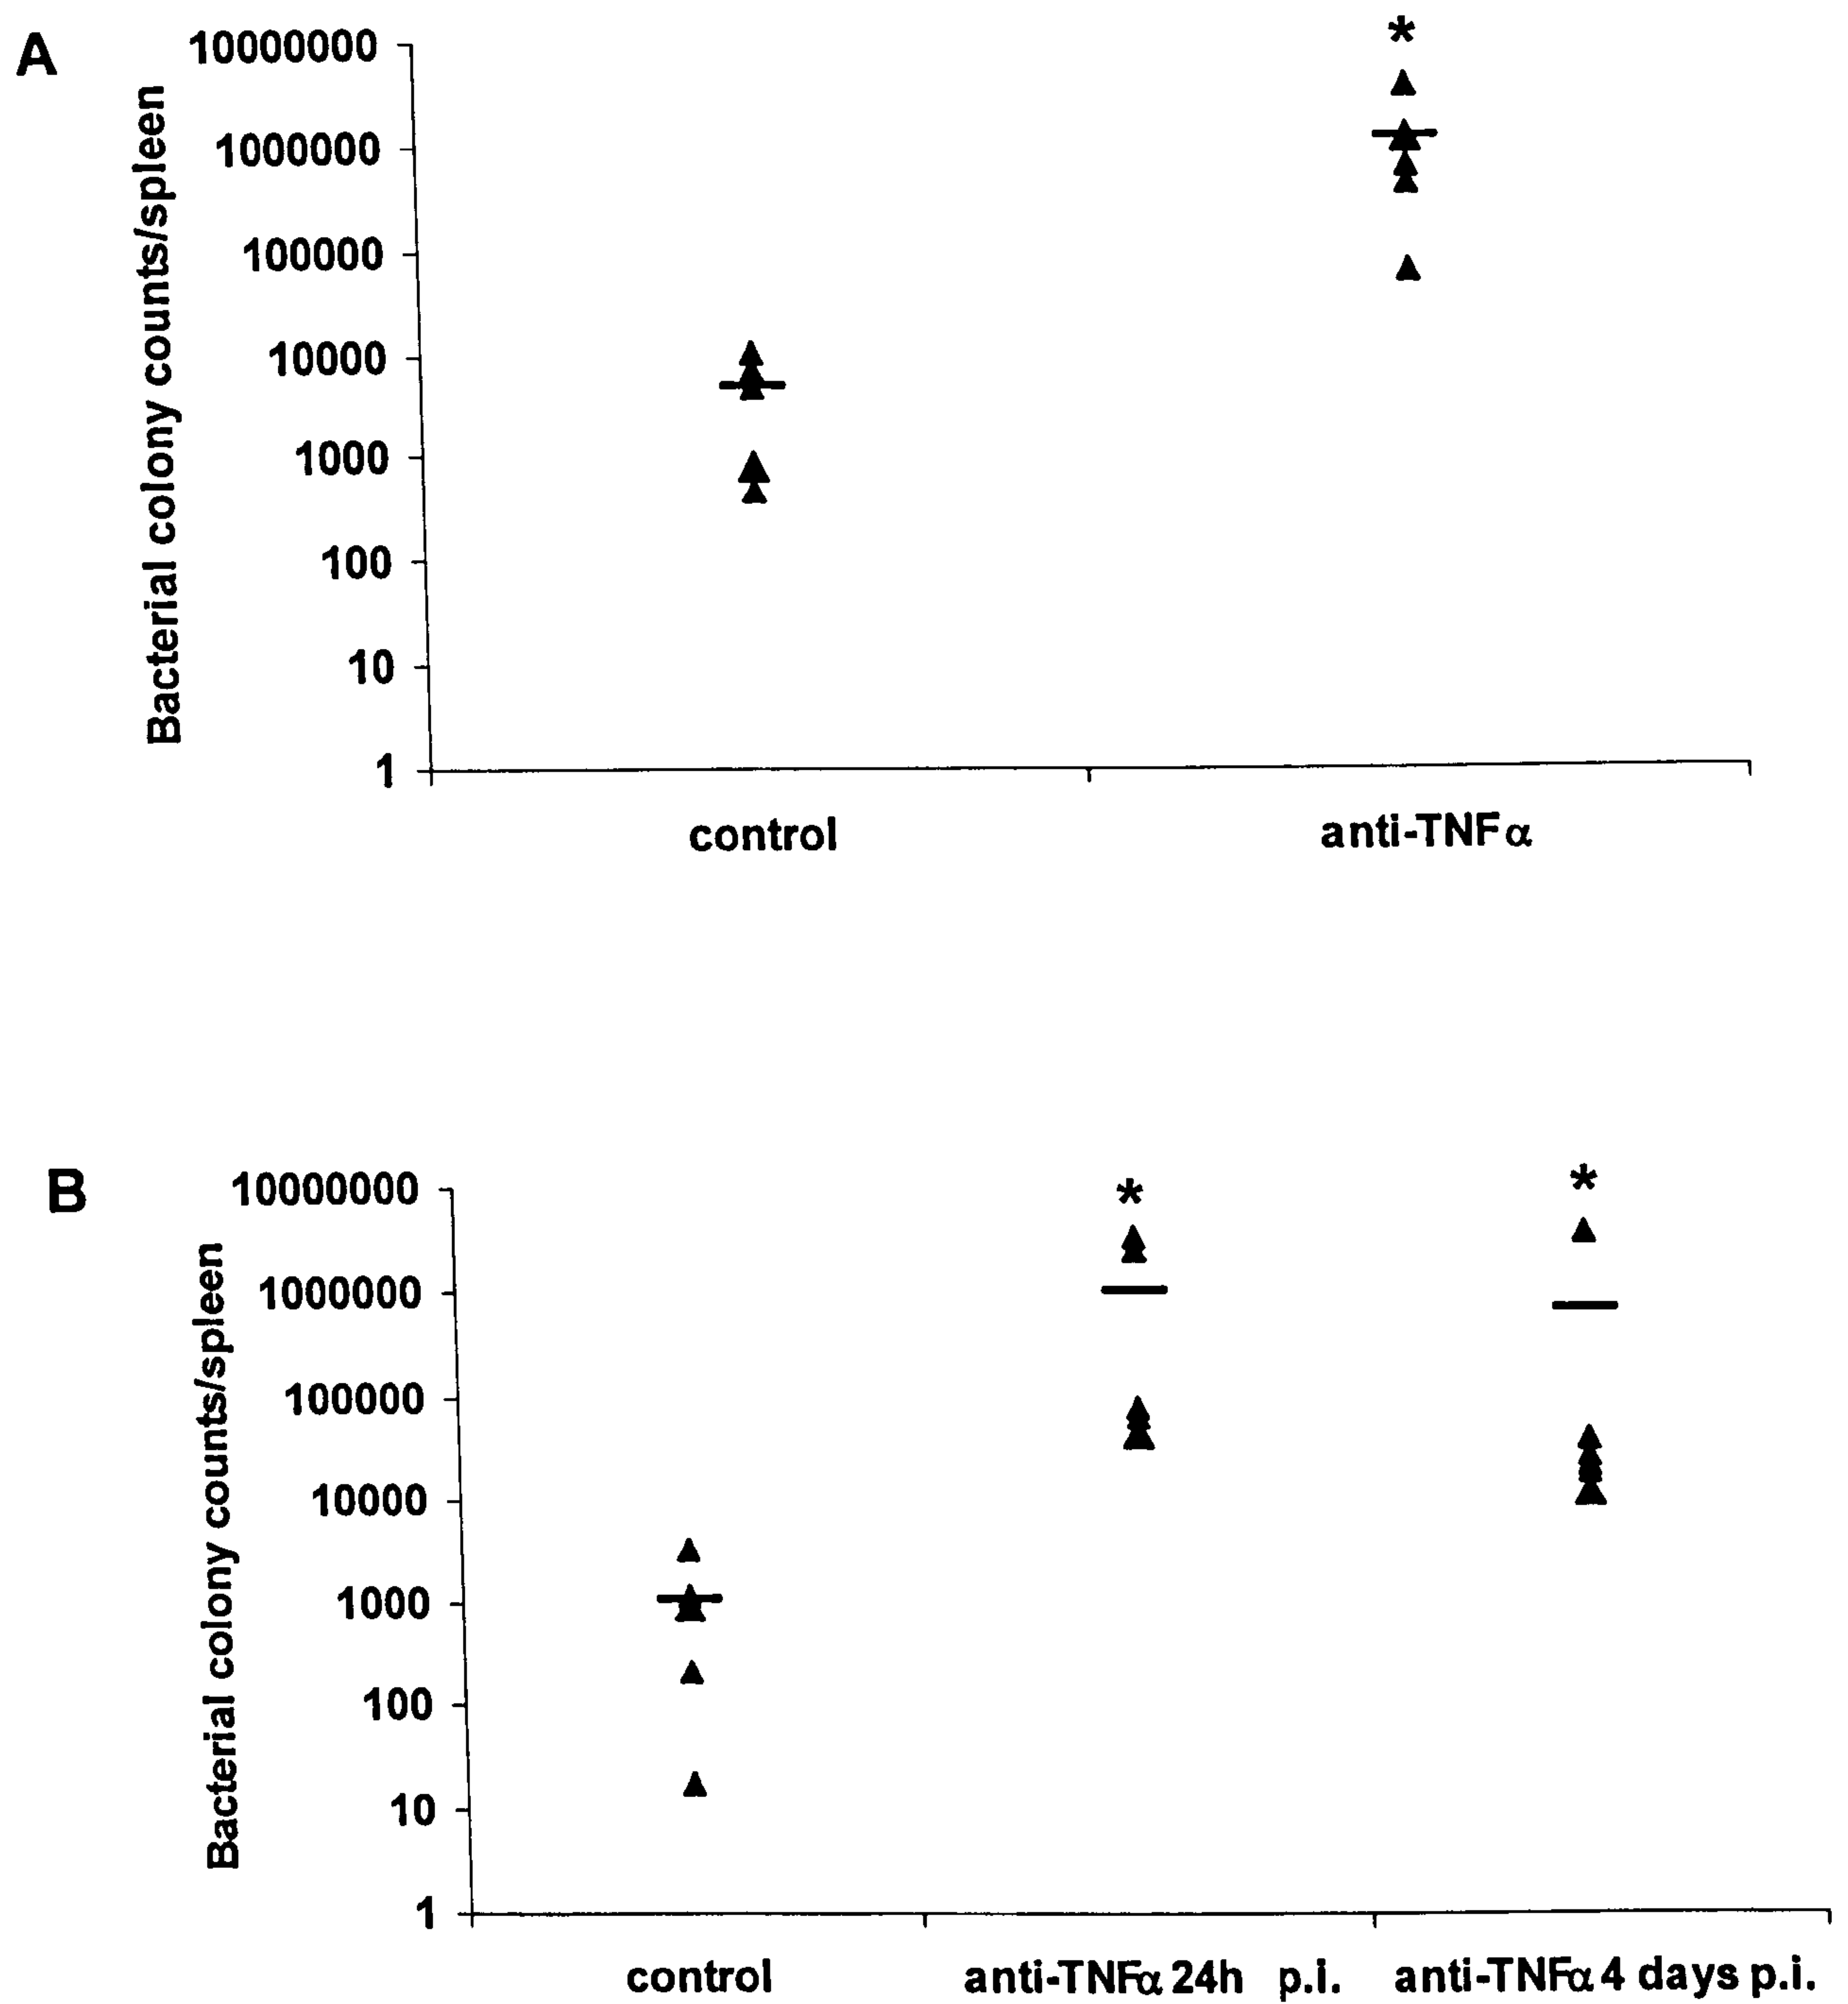 A
*
10000000
1000000
100000
10000
1000
100
10
1
Bacterial colony counts/spleen
control
anti-TNFα
B
*
*
10000000
1000000
100000
10000
1000
100
10
1
Bacterial colony counts/spleen
control
anti-TNFα 24h p.i.
anti-TNFα 4 days p.i.